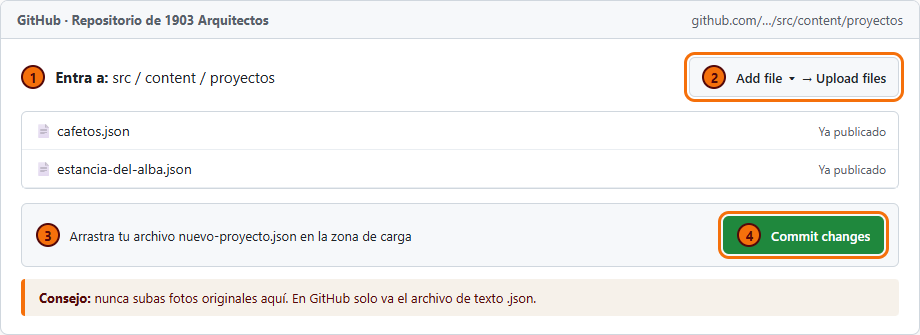 GitHub · Repositorio de 1903 Arquitectos
github.com/.../src/content/proyectos
1 Entra a: src / content / proyectos
2 Add file ▾ → Upload files
cafetos.json
Ya publicado
estancia-del-alba.json
Ya publicado
3 Arrastra tu archivo nuevo-proyecto.json en la zona de carga
4 Commit changes
Consejo: nunca subas fotos originales aquí. En GitHub solo va el archivo de texto .json.